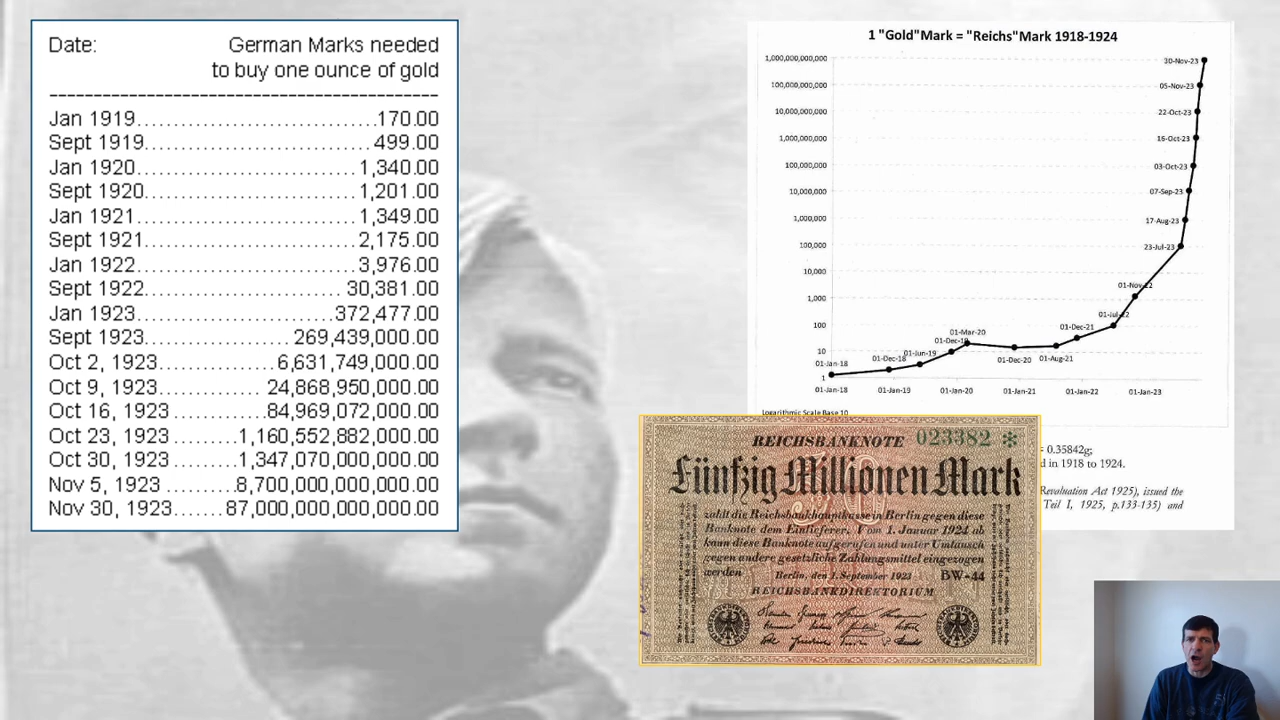 Date: German Marks needed
to buy one ounce of gold
-------------------------------------------
Jan 1919..............................170.00
Sept 1919............................ 499.00
Jan 1920........................... 1,340.00
Sept 1920..........................1,201.00
Jan 1921........................... 1,349.00
Sept 1921..........................2,175.00
Jan 1922........................... 3,976.00
Sept 1922........................ 30,381.00
Jan 1923........................ 372,477.00
Sept 1923.................. 269,439,000.00
Oct 2, 1923.............. 6,631,749,000.00
Oct 9, 1923............ 24,868,950,000.00
Oct 16, 1923 ...........84,969,072,000.00
Oct 23, 1923 ........1,160,552,882,000.00
Oct 30, 1923 ........1,347,070,000,000.00
Nov 5, 1923 ........8,700,000,000,000.00
Nov 30, 1923...... 87,000,000,000,000.00
1 "Gold"Mark = "Reichs"Mark 1918-1924
1,000,000,000,000
100,000,000,000
10,000,000,000
1,000,000,000
100,000,000
10,000,000
1,000,000
100,000
10,000
1,000
100
10
1
30-Nov-23
05-Nov-23
22-Oct-23
16-Oct-23
03-Oct-23
07-Sep-23
17-Aug-23
23-Jul-23
01-Nov-22
01-Jul-22
01-Dec-21
01-Aug-21
01-Dec-20
01-Mar-20
01-Dec-19
01-Jun-19
01-Dec-18
01-Jan-18
01-Jan-18 01-Jan-19 01-Jan-20 01-Jan-21 01-Jan-22 01-Jan-23
Logarithmic Scale Base 10
= 0.35842g;
d in 1918 to 1924.
Revaluation Act 1925), issued the
Teil I, 1925, p.133-135) and
REICHSBANKNOTE 023382 *
Fünfzig Millionen Mark
50
zahlt die Reichsbankhauptkasse in Berlin gegen diese
Banknote dem Einlieferer. Vom 1. Januar 1924 ab
kann diese Banknote aufgerufen und unter Umtausch
gegen andere gesetzliche Zahlungsmittel eingezogen
werden Berlin, den 1. September 1923 BW-44
REICHSBANKDIREKTORIUM